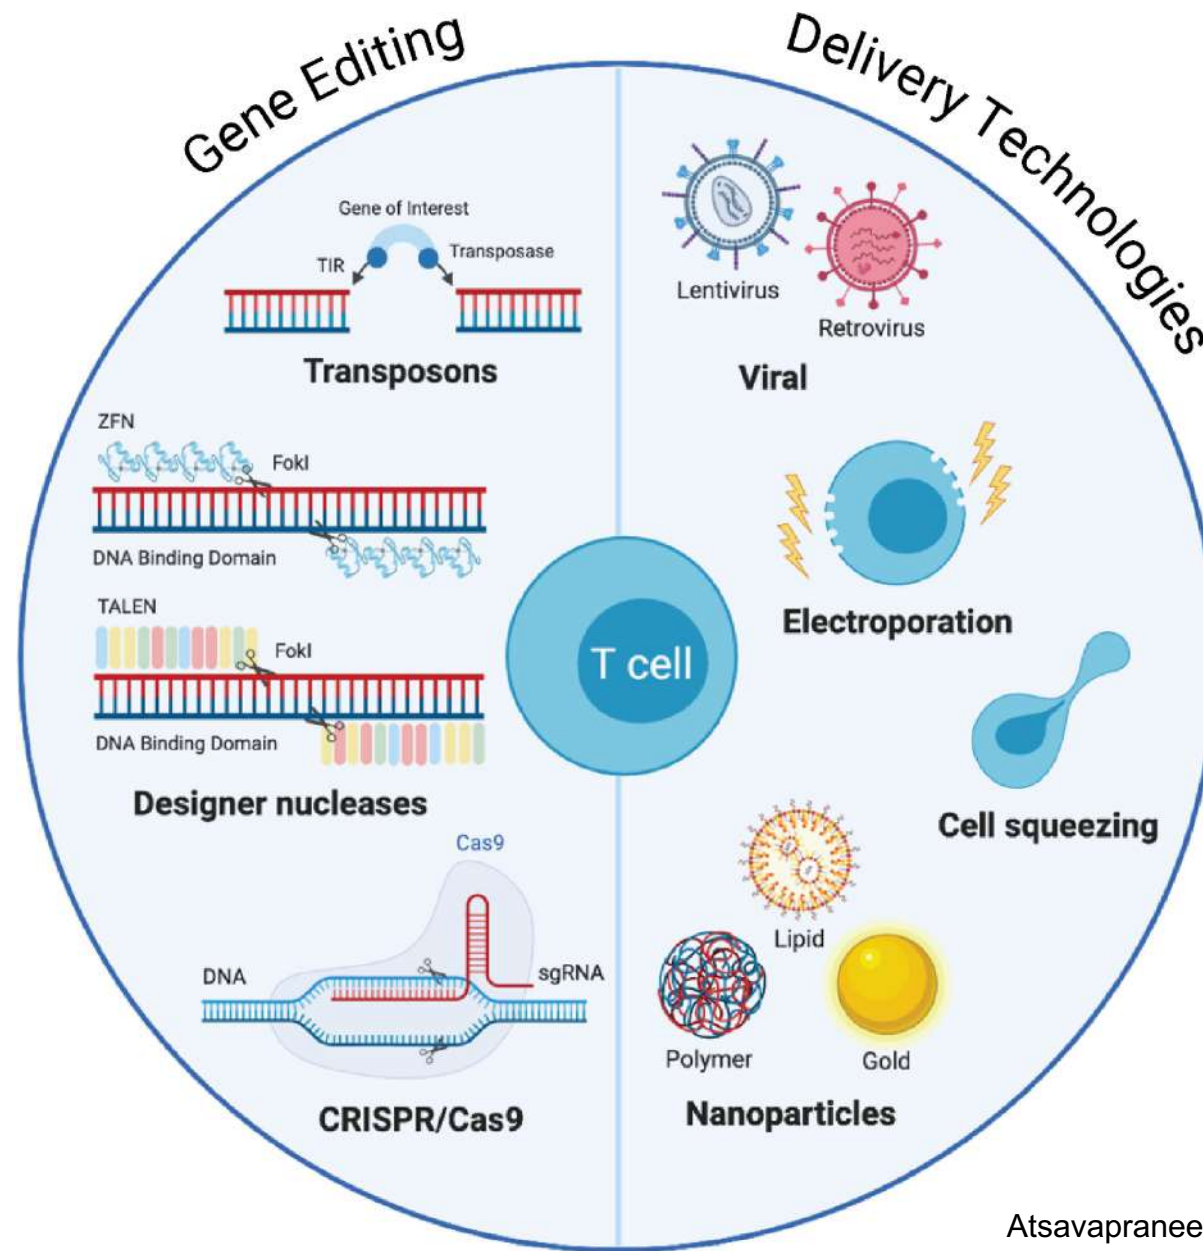 Gene Editing
Delivery Technologies
Gene of Interest
TIR
Transposase
Transposons
ZFN
FokI
DNA Binding Domain
TALEN
FokI
DNA Binding Domain
Designer nucleases
Cas9
DNA
sgRNA
CRISPR/Cas9
T cell
Lentivirus
Retrovirus
Viral
Electroporation
Cell squeezing
Lipid
Polymer
Gold
Nanoparticles
Atsavapranee